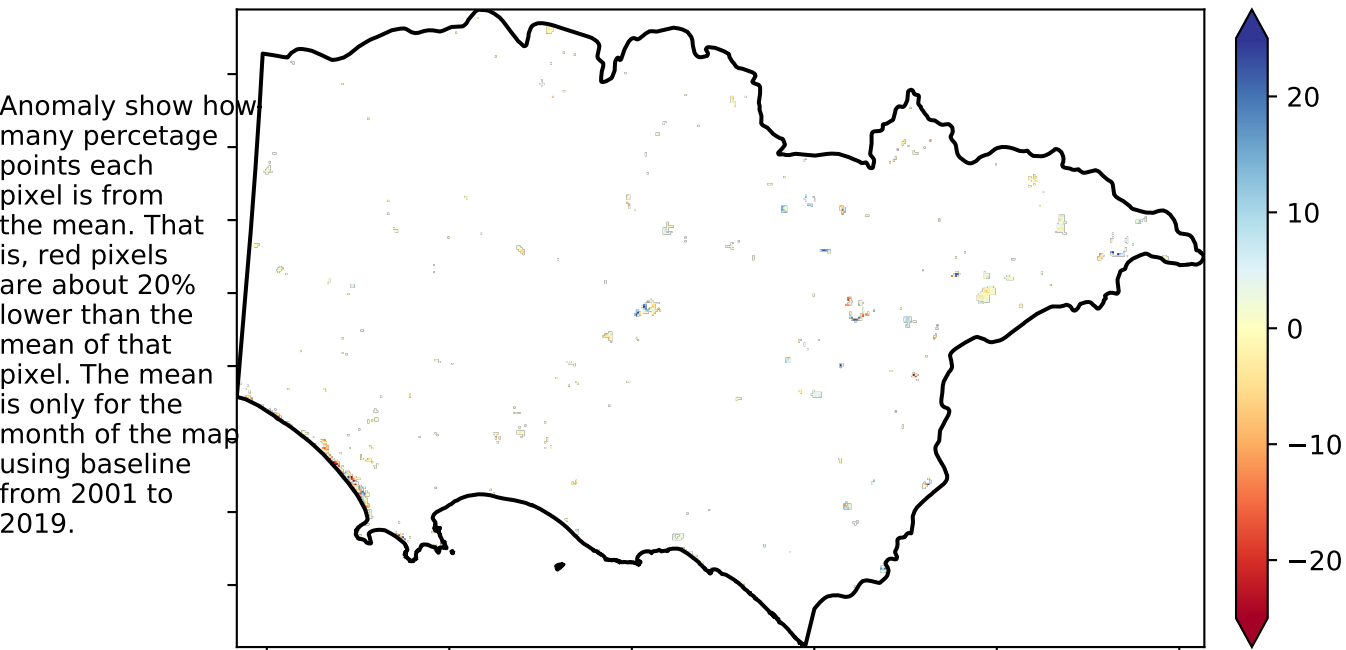 Anomaly show how
many percetage
points each
pixel is from
the mean. That
is, red pixels
are about 20%
lower than the
mean of that
pixel. The mean
is only for the
month of the map
using baseline
from 2001 to
2019.
20
10
0
−10
−20